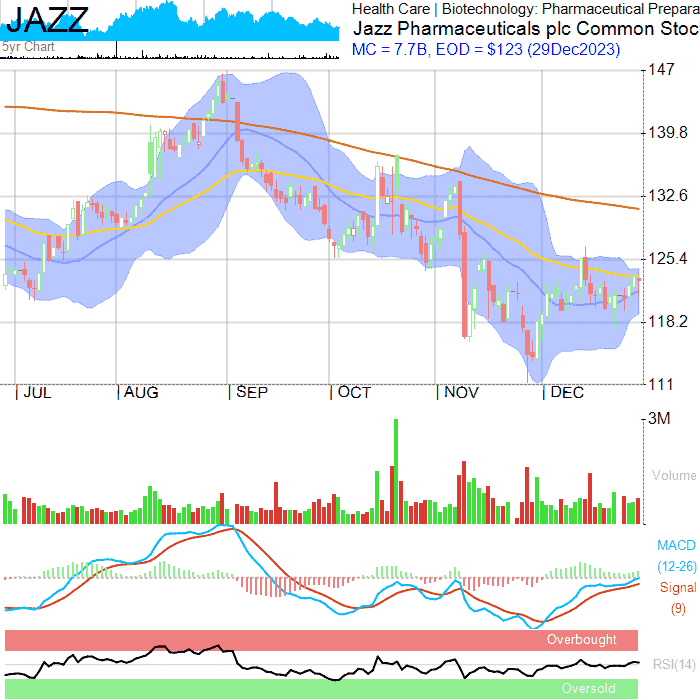 JAZZ
5yr Chart
Health Care | Biotechnology: Pharmaceutical Prepara
Jazz Pharmaceuticals plc Common Stoc
MC = 7.7B, EOD = $123 (29Dec2023)
147
139.8
132.6
125.4
118.2
111
| JUL | AUG | SEP | OCT | NOV | DEC
3M
Volume
MACD
(12-26)
Signal
(9)
Overbought
RSI(14)
Oversold